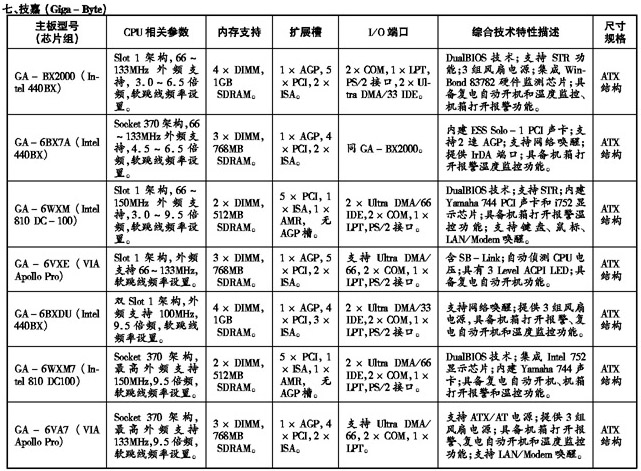 七、技嘉（Giga-Byte）
主板型号
（芯片组）
CPU 相关参数
内存支持
扩展槽
I/O 端口
综合技术特性描述
尺寸
规格
GA-BX2000 (In-
tel 440BX)
Slot 1 架构,66~
133MHz 外频支
持,3.0~6.5 倍
频,软跳线频率设
置。
4×DIMM,
1GB
SDRAM。
1×AGP,5
×PCI,2×
ISA。
2×COM,1×LPT,
PS/2 接口,2×Ul-
tra DMA/33 IDE。
DualBIOS 技术;支持 STR 功
能;3 组风扇电源;集成 Win-
Bond 83782 硬件监测芯片;具
备复电自动开机和温度监控、
机箱打开报警功能。
ATX
结构
GA-6BX7A (Intel
440BX)
Socket 370 架构,66
~133MHz 外频支
持,4.5~6.5 倍
频,软跳线频率设
置。
3×DIMM,
768MB
SDRAM。
1×AGP,4
×PCI,2×
ISA。
同 GA-BX2000。
内建 ESS Solo-1 PCI 声卡;支
持 2 速 AGP;支持网络唤醒;
提供 IrDA 端口;具备机箱打
开报警温度监控功能。
ATX
结构
GA-6WXM (Intel
810 DC-100)
Slot 1 架构,66~
150MHz 外频支
持,3.0~9.5 倍
频,软跳线频率设
置。
2×DIMM,
512MB
SDRAM。
5×PCI,1
×ISA,1×
AMR,无
AGP 槽。
2×Ultra DMA/66
IDE,2×COM,1×
LPT,PS/2 接口。
DualBIOS 技术;支持 STR;内建
Yamaha 744 PCI 声卡和 i752 显
示芯片;具备机箱打开报警温
控功能;支持键盘、鼠标、
LAN/Modem 唤醒。
ATX
结构
GA-6VXE (VIA
Apollo Pro)
Slot 1 架构,外频
支持 66~133MHz,
软跳线频率设置。
3×DIMM,
768MB
SDRAM。
1×AGP,5
×PCI,2×
ISA。
支持 Ultra DMA/
66,2×COM,1×
LPT,PS/2 接口。
含 SB-Link;自动侦测 CPU 电
压;具有 3 Level ACPI LED;具
备复电自动开机功能。
ATX
结构
GA-6BXDU (Intel
440BX)
双 Slot 1 架构,外
频支持 100MHz,
9.5 倍频,软跳线
频率设置。
4×DIMM,
1GB
SDRAM。
1×AGP,4
×PCI,3×
ISA。
2×Ultra DMA/33
IDE,2×COM,1×
LPT,PS/2 接口。
支持网络唤醒;提供 3 组风扇
电源,具备机箱打开报警、复
电自动开机和温度监控功能。
ATX
结构
GA-6WXM7 (In-
tel 810 DC100)
Socket 370 架构,
最高外频支持
150MHz,9.5 倍频,
软跳线频率设置。
2×DIMM,
512MB
SDRAM。
5×PCI,1
×ISA,1×
AMR,无
AGP 槽。
2×Ultra DMA/66
IDE,2×COM,1×
LPT,PS/2 接口。
DualBIOS 技术;集成 Intel 752
显示芯片;内建 Yamaha 744 声
卡;具备复电自动开机、机箱
打开报警和温度监控功能。
ATX
结构
GA-6VA7 (VIA
Apollo Pro)
Socket 370 架构,
最高外频支持
133MHz,9.5 倍频,
软跳线频率设置。
3×DIMM,
768MB
SDRAM。
1×AGP,4
×PCI,2×
ISA。
支持 Ultra DMA/
66,2×COM,1×
LPT。
支持 ATX/AT 电源;提供 3 组
风扇电源;具备机箱打开报
警、复电自动开机和温度监控
功能;支持 LAN/Modem 唤醒。
ATX
结构